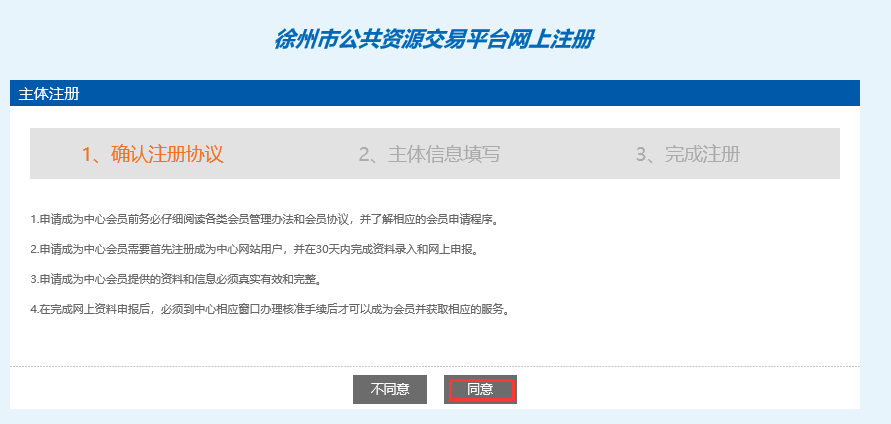 徐州市公共资源交易平台网上注册
主体注册
1、确认注册协议 2、主体信息填写 3、完成注册
1.申请成为中心会员前务必仔细阅读各类会员管理办法和会员协议，并了解相应的会员申请程序。
2.申请成为中心会员需要首先注册成为中心网站用户，并在30天内完成资料录入和网上申报。
3.申请成为中心会员提供的资料和信息必须真实有效和完整。
4.在完成网上资料申报后，必须到中心相应窗口办理核准手续后才可以成为会员并获取相应的服务。
不同意 同意